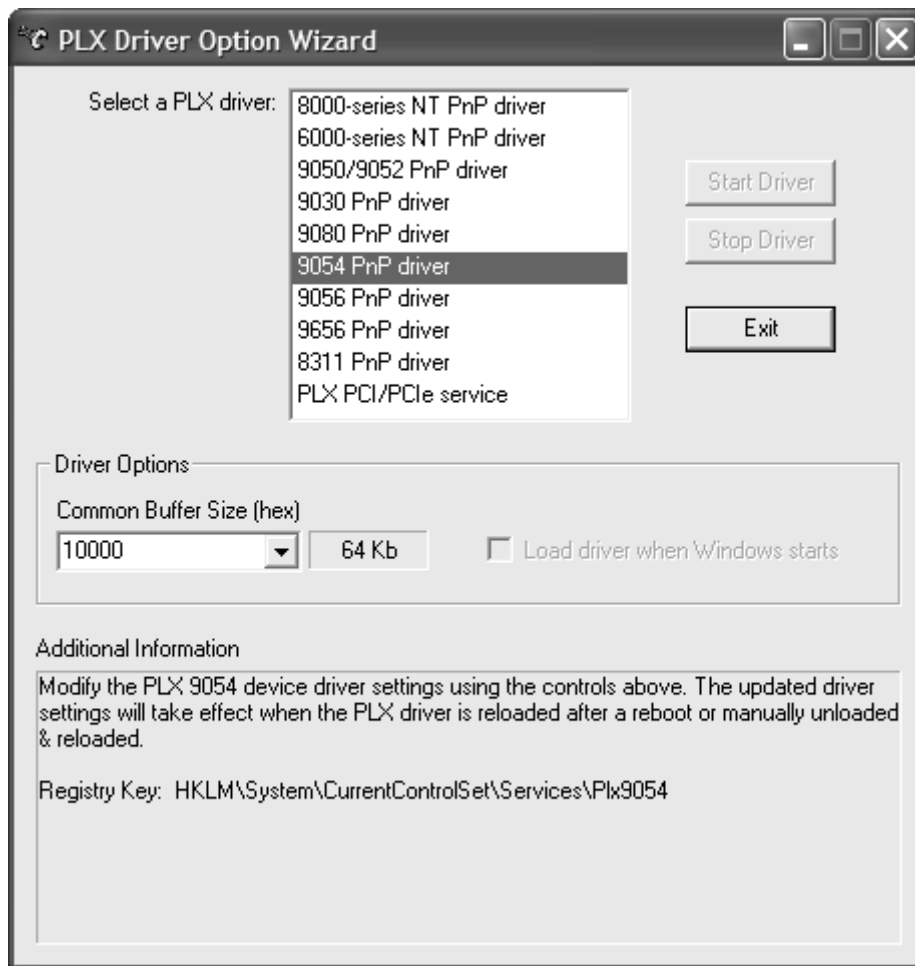 PLX Driver Option Wizard
Select a PLX driver:
8000-series NT PnP driver
6000-series NT PnP driver
9050/9052 PnP driver
9030 PnP driver
9080 PnP driver
9054 PnP driver
9056 PnP driver
9656 PnP driver
8311 PnP driver
PLX PCI/PCIe service
Start Driver
Stop Driver
Exit
Driver Options
Common Buffer Size (hex)
10000
64 Kb
Load driver when Windows starts
Additional Information
Modify the PLX 9054 device driver settings using the controls above. The updated driver
settings will take effect when the PLX driver is reloaded after a reboot or manually unloaded
& reloaded.
Registry Key:  HKLM\System\CurrentControlSet\Services\Plx9054